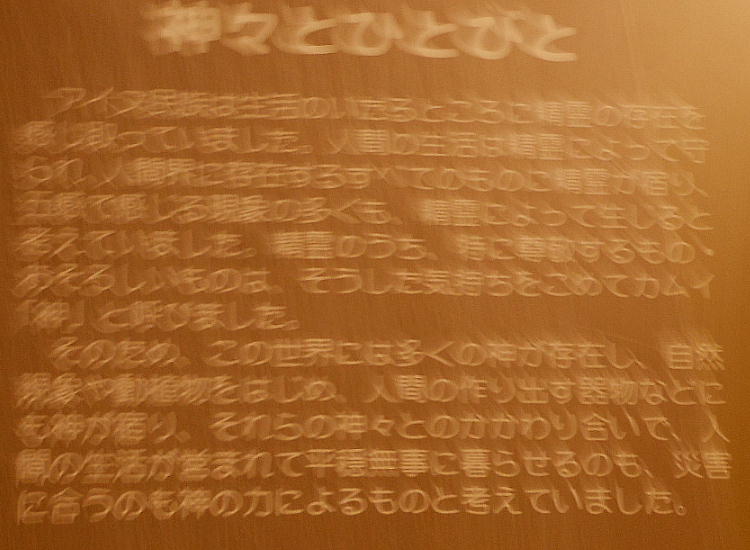 神々とひとびと
アイヌ民族は生活のいたるところに精霊の存在を
感じ取っていました。人間の生活は精霊によって守
られ、人間界に存在するすべてのものに精霊が宿り、
五感で感じる現象の多くも、精霊によって生じると
考えていました。精霊のうち、特に尊敬するもの、
おそろしいものは、そうした気持ちをこめてカムイ
「神」と呼びました。
そのため、この世界には多くの神が存在し、自然
現象や動植物をはじめ、人間の作り出す器物などに
も神が宿り、それらの神々とのかかわり合いで、人
間の生活が営まれて平穏無事に暮らせるのも、災害
に合うのも神の力によるものと考えていました。